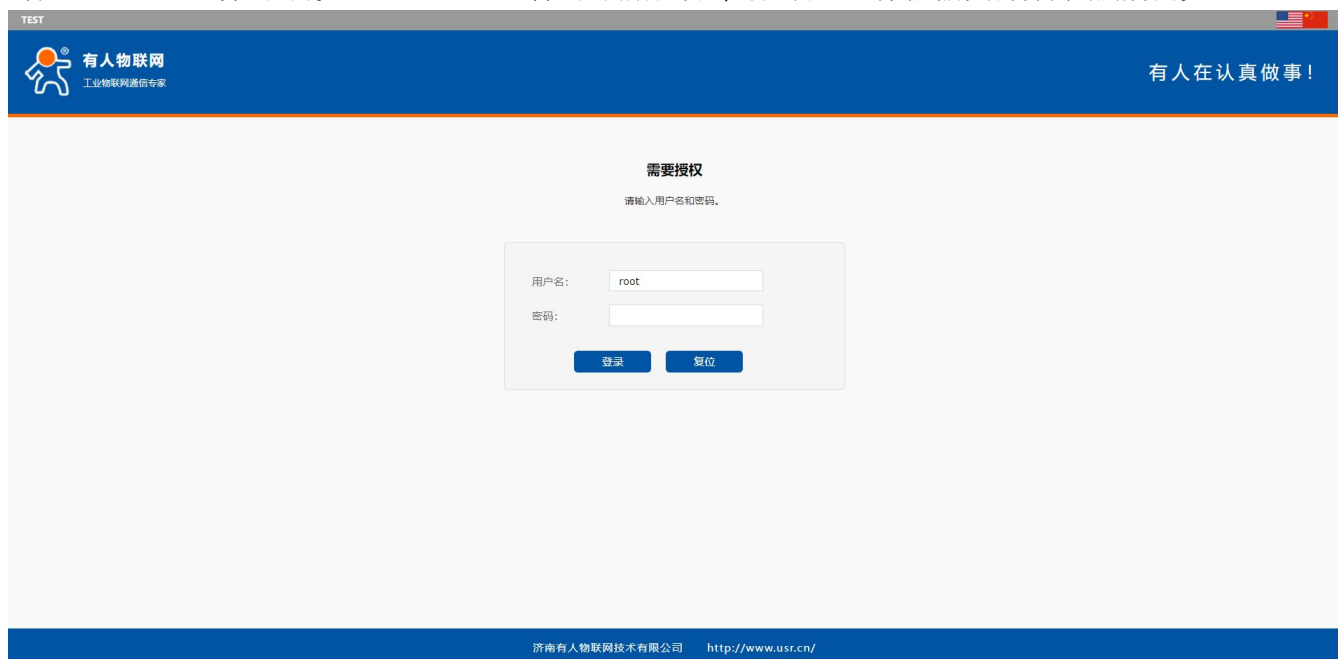 TEST
有人物联网
®
工业物联网通信专家
有人在认真做事!
需要授权
请输入用户名和密码。
用户名: root
密码:
登录 复位
济南有人物联网技术有限公司 http://www.usr.cn/